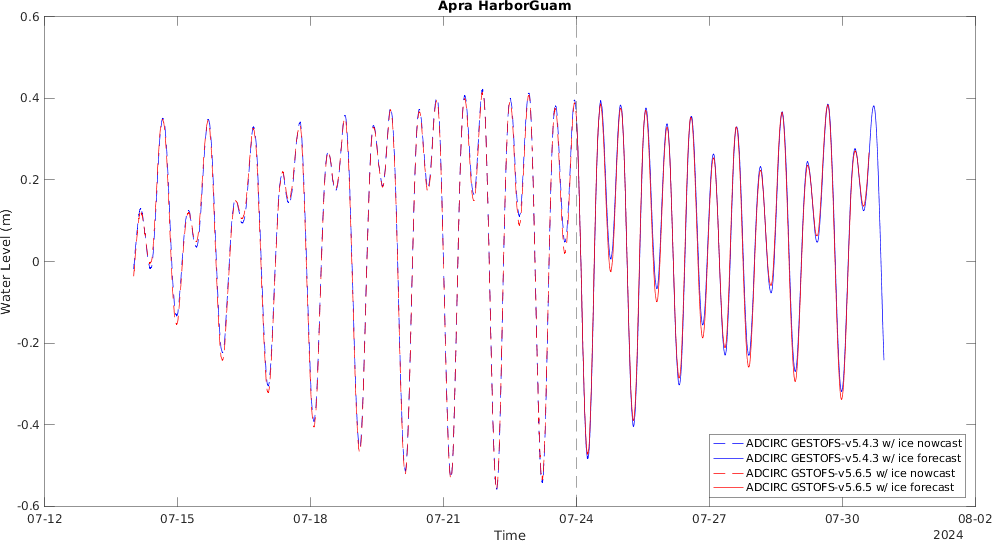 Apra HarborGuam
0.6
0.4
0.2
0
-0.2
-0.4
-0.6
Water Level (m)
ADCIRC GESTOFS-v5.4.3 w/ ice nowcast
ADCIRC GESTOFS-v5.4.3 w/ ice forecast
ADCIRC GSTOFS-v5.6.5 w/ ice nowcast
ADCIRC GSTOFS-v5.6.5 w/ ice forecast
07-12 07-15 07-18 07-21 07-24 07-27 07-30 08-02
Time
2024